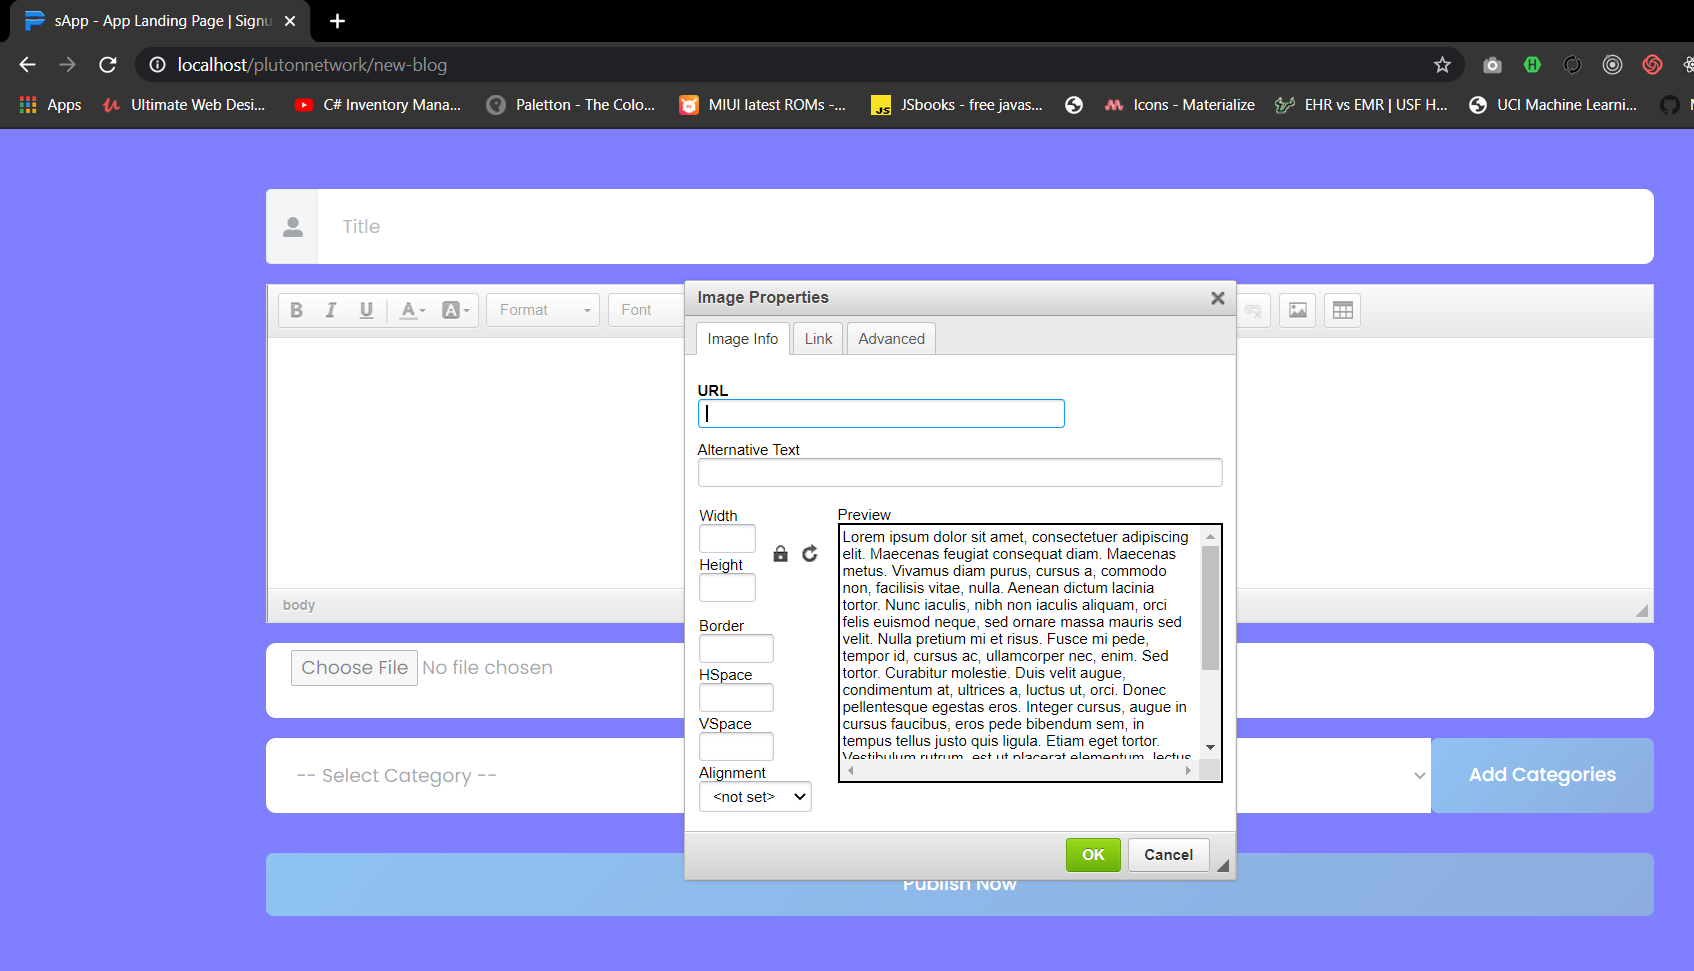 sApp - App Landing Page | Signu
localhost/plutonnetwork/new-blog
Apps
Ultimate Web Desi...
C# Inventory Mana...
Paletton - The Colo...
MIUI latest ROMs -...
JS
JSbooks - free javas...
Icons - Materialize
EHR vs EMR | USF H...
UCI Machine Learni...
Title
B I U A A Format Font
Image Properties
Image Info Link Advanced
URL
Alternative Text
Width
Height
Border
HSpace
VSpace
Alignment
<not set>
Preview
Lorem ipsum dolor sit amet, consectetuer adipiscing
elit. Maecenas feugiat consequat diam. Maecenas
metus. Vivamus diam purus, cursus a, commodo
non, facilisis vitae, nulla. Aenean dictum lacinia
tortor. Nunc iaculis, nibh non iaculis aliquam, orci
felis euismod neque, sed ornare massa mauris sed
velit. Nulla pretium mi et risus. Fusce mi pede,
tempor id, cursus ac, ullamcorper nec, enim. Sed
tortor. Curabitur molestie. Duis velit augue,
condimentum at, ultrices a, luctus ut, orci. Donec
pellentesque egestas eros. Integer cursus, augue in
cursus faucibus, eros pede bibendum sem, in
tempus tellus justo quis ligula. Etiam eget tortor.
Vestibulum rutrum, est ut placerat elementum, lectus
OK Cancel
body
Choose File No file chosen
-- Select Category --
Add Categories
Publish Now